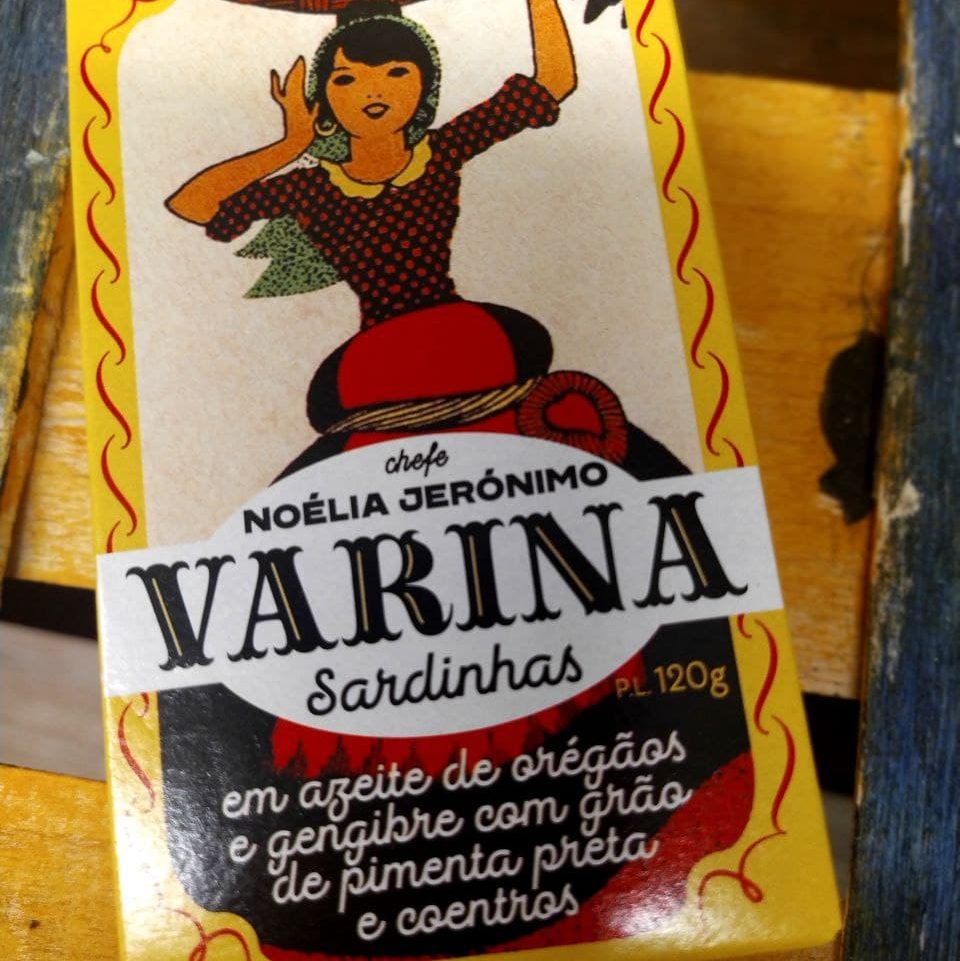 chefe
NOÉLIA JERÓNIMO
VARINA
Sardinhas
P.L. 120g
em azeite de orégãos
e gengibre com grão
de pimenta preta
e coentros